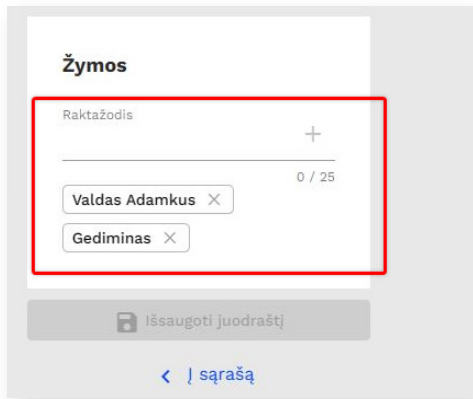 Žymos
Raktažodis
0 / 25
Valdas Adamkus
Gediminas
Išsaugoti juodraštį
Į sąrašą